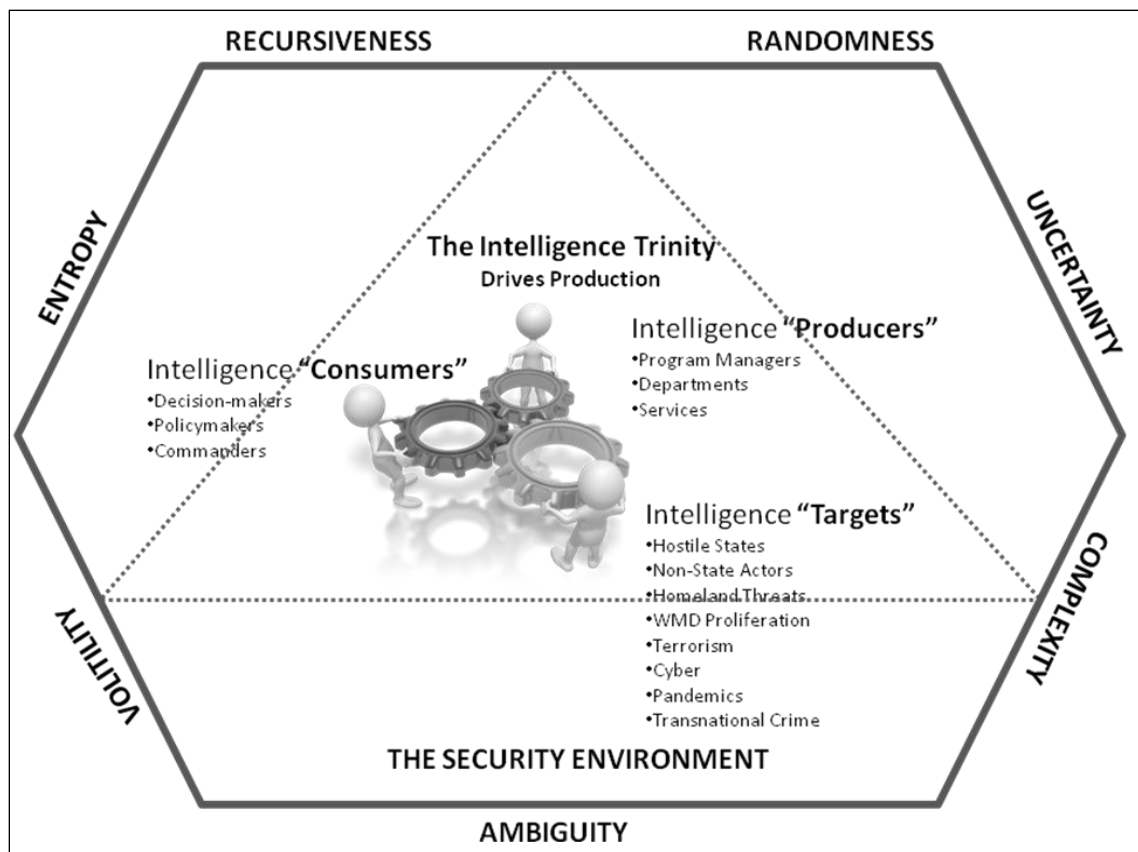 RECURSIVENESS
RANDOMNESS
ENTROPY
UNCERTAINTY
The Intelligence Trinity
Drives Production
Intelligence “Producers”
•Program Managers
•Departments
•Services
Intelligence “Consumers”
•Decision-makers
•Policymakers
•Commanders
Intelligence “Targets”
•Hostile States
•Non-State Actors
•Homeland Threats
•WMD Proliferation
•Terrorism
•Cyber
•Pandemics
•Transnational Crime
VOLITILITY
COMPLEXITY
THE SECURITY ENVIRONMENT
AMBIGUITY